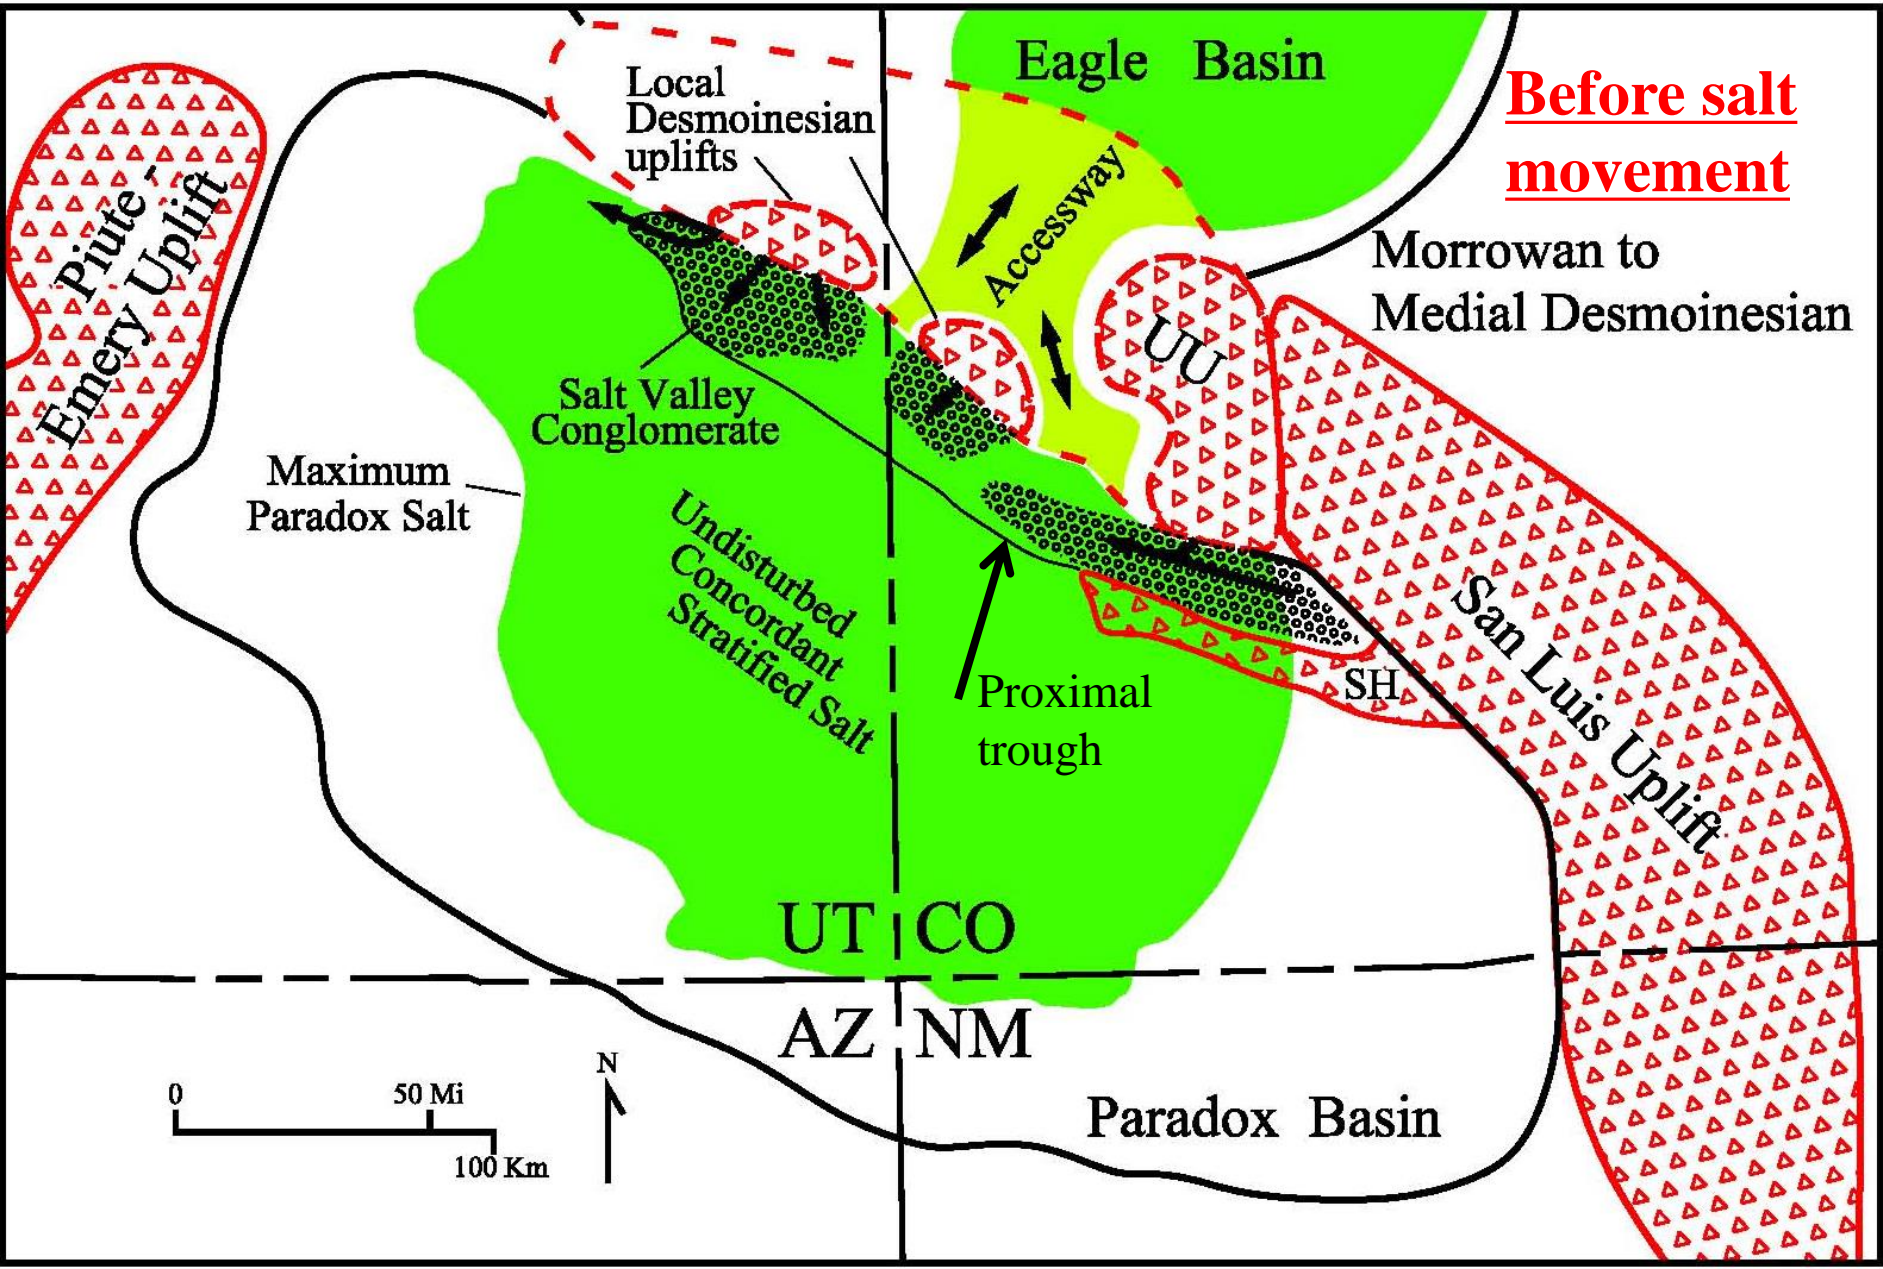 Eagle Basin
Before salt
movement
Local
Desmoinesian
uplifts
Piute -
Emery Uplift
Accessway
Morrowan to
Medial Desmoinesian
UU
Salt Valley
Conglomerate
Maximum
Paradox Salt
Undisturbed
Concordant
Stratified Salt
San Luis Uplift
Proximal
trough
SH
UT
CO
AZ
NM
N
0
50 Mi
100 Km
Paradox Basin